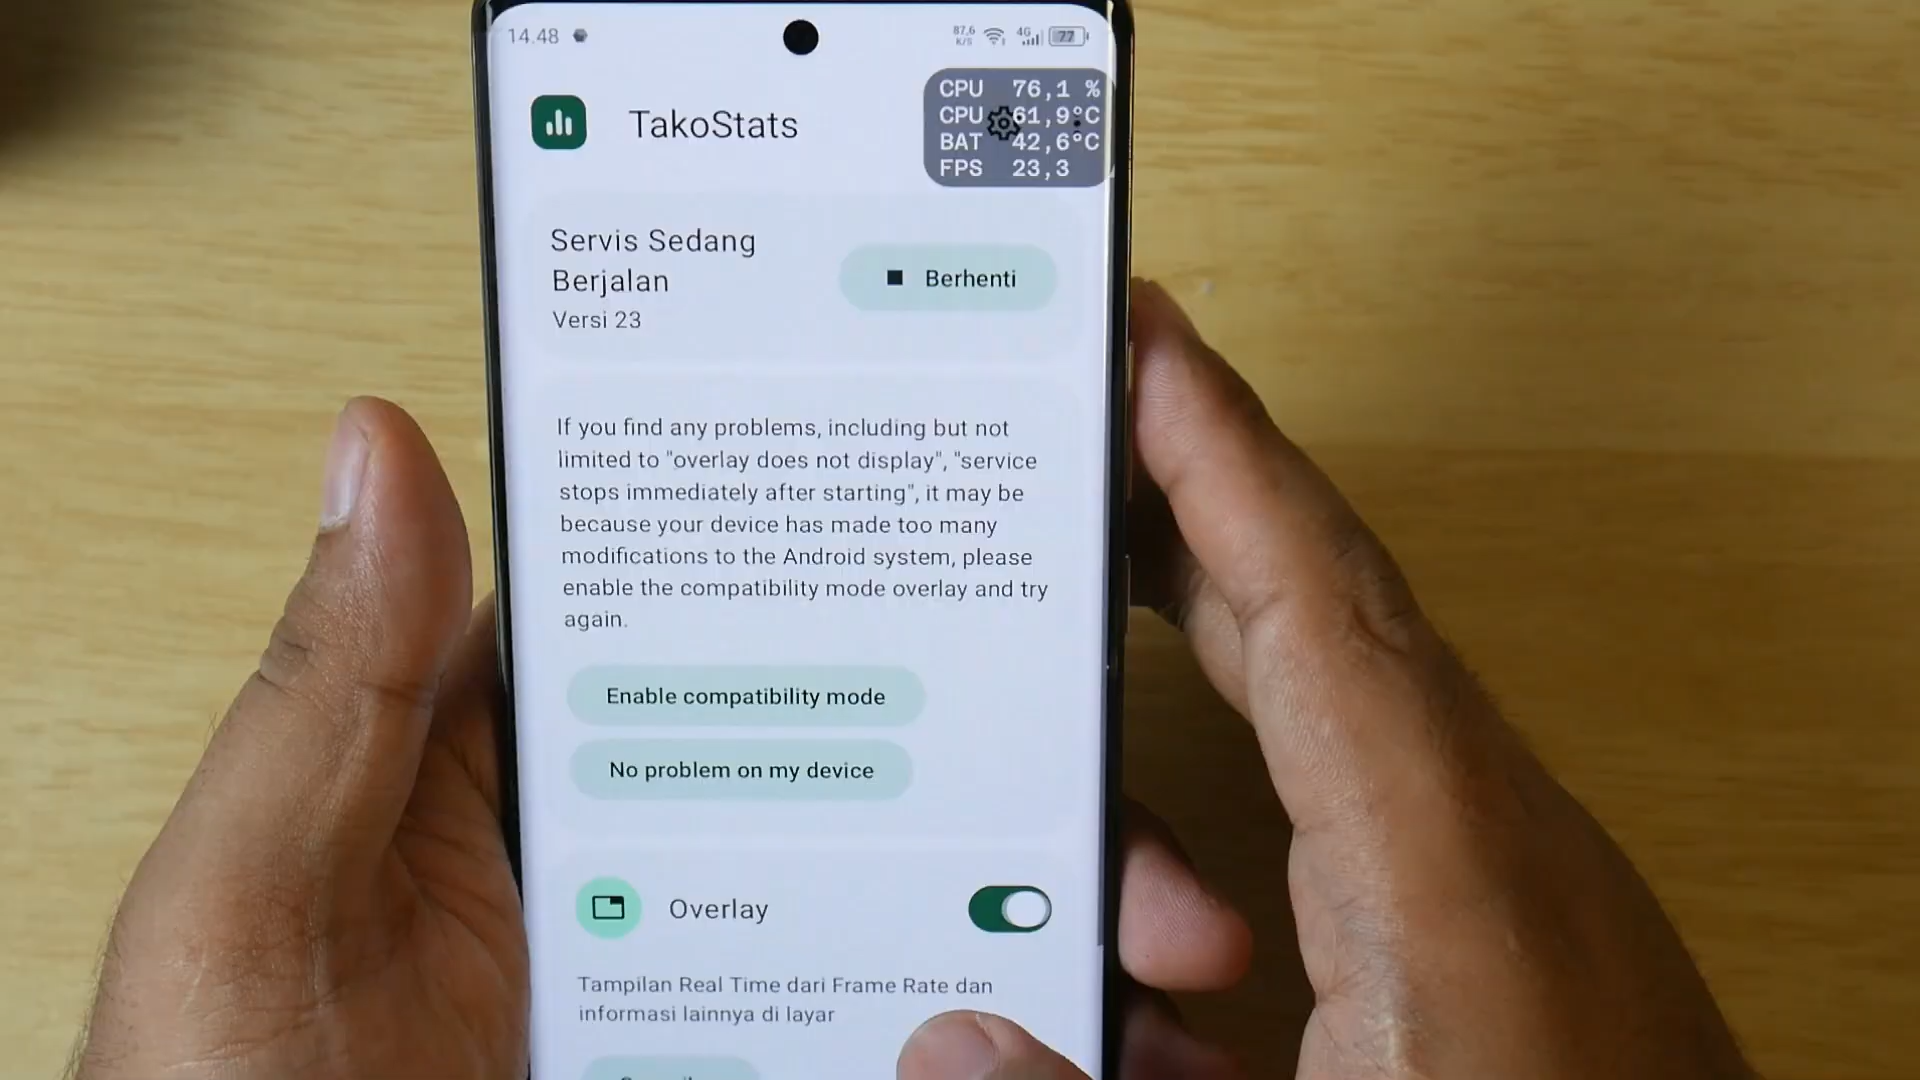 14.48
87,6
K/S
4G
77
CPU 76,1 %
CPU 61,9°C
BAT 42,6°C
FPS 23,3
TakoStats
Servis Sedang
Berjalan
Versi 23
Berhenti
If you find any problems, including but not
limited to "overlay does not display", "service
stops immediately after starting", it may be
because your device has made too many
modifications to the Android system, please
enable the compatibility mode overlay and try
again.
Enable compatibility mode
No problem on my device
Overlay
Tampilan Real Time dari Frame Rate dan
informasi lainnya di layar